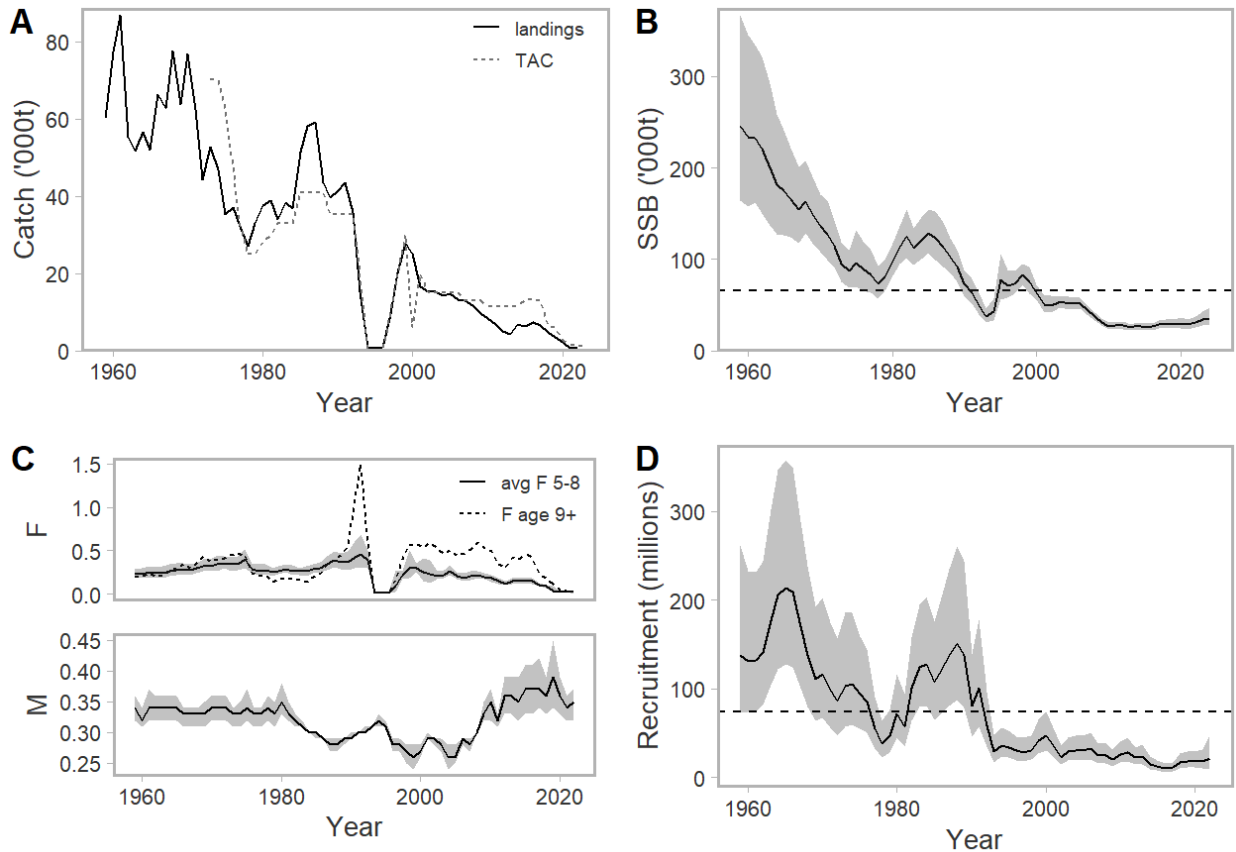 A
landings
TAC
Catch ('000t)
80
60
40
20
0
1960 1980 2000 2020
Year
B
SSB ('000t)
300
200
100
0
1960 1980 2000 2020
Year
C
avg F 5-8
F age 9+
F
1.5
1.0
0.5
0.0
M
0.45
0.40
0.35
0.30
0.25
1960 1980 2000 2020
Year
D
Recruitment (millions)
300
200
100
0
1960 1980 2000 2020
Year